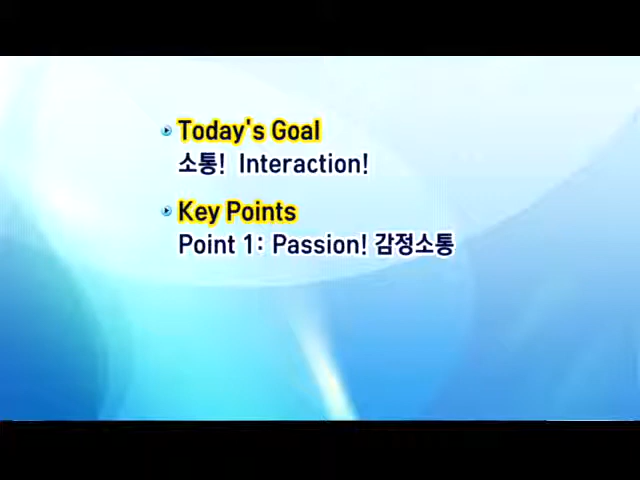 Today's Goal
소통! Interaction!
Key Points
Point 1: Passion! 감정소통